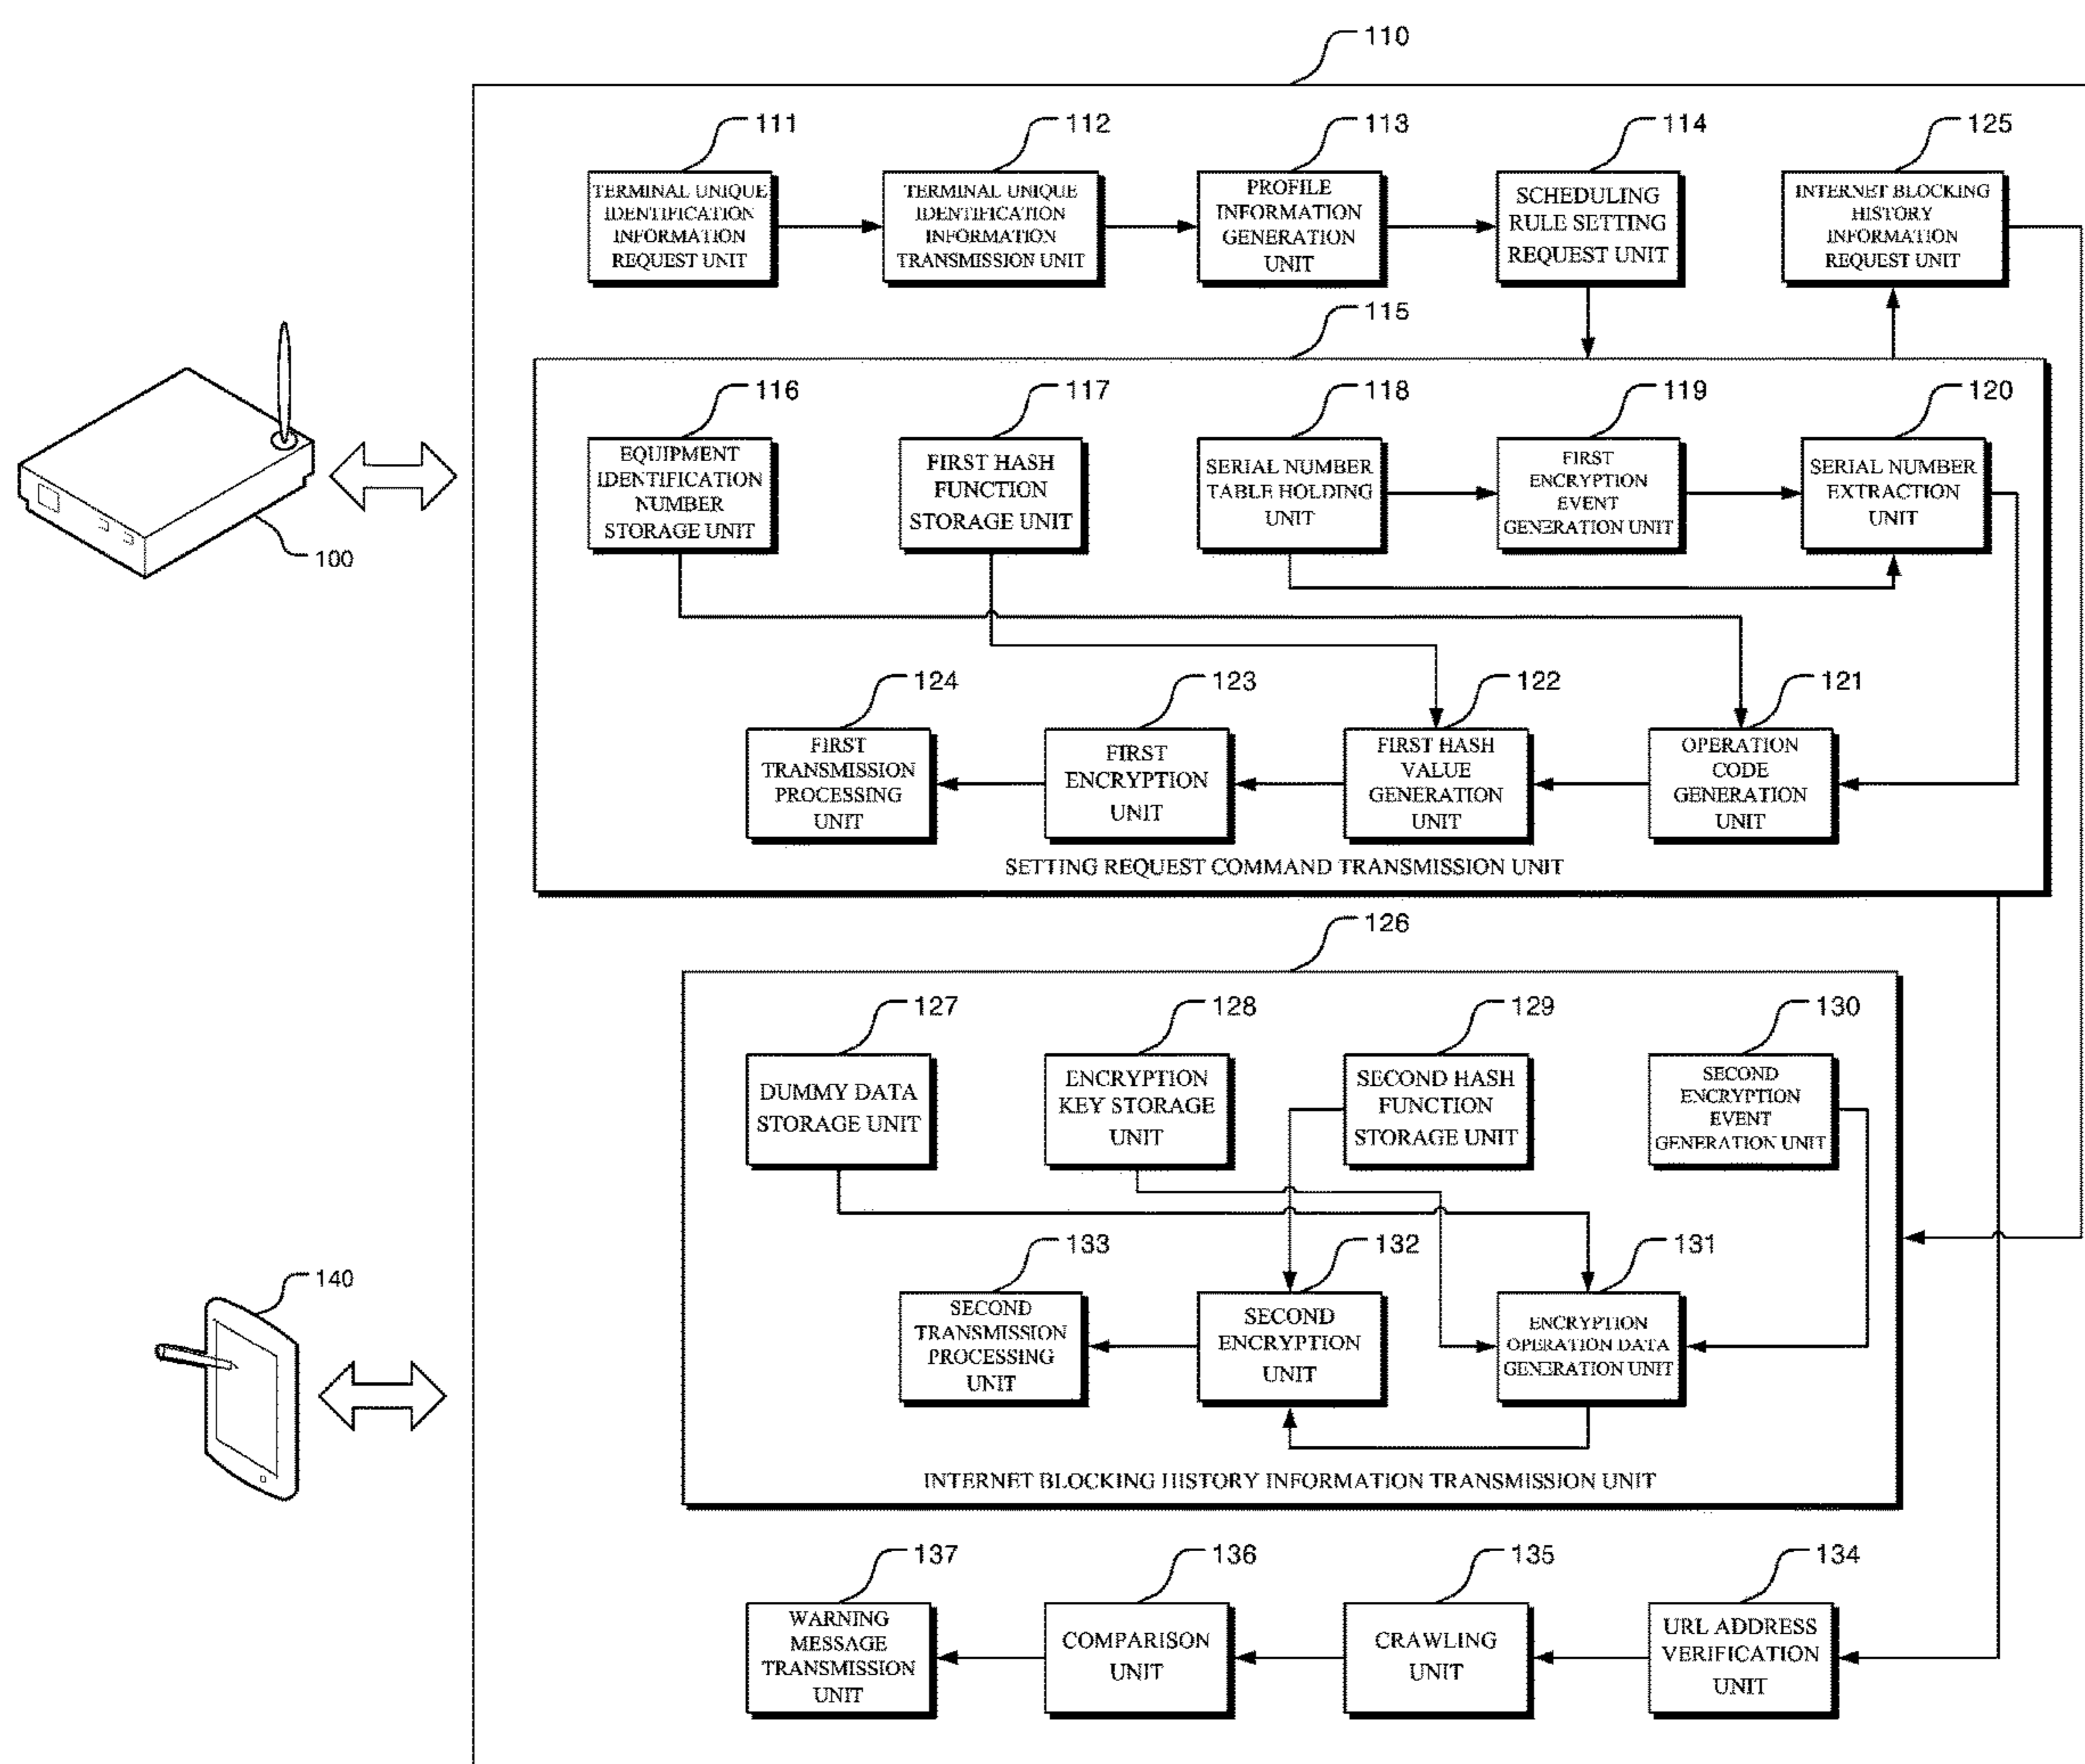 110
111
112
113
114
125
TERMINAL UNIQUE
IDENTIFICATION
INFORMATION
REQUEST UNIT
TERMINAL UNIQUE
IDENTIFICATION
INFORMATION
TRANSMISSION UNIT
PROFILE
INFORMATION
GENERATION
UNIT
SCHEDULING
RULE SETTING
REQUEST UNIT
INTERNET BLOCKING
HISTORY
INFORMATION
REQUEST UNIT
115
116
117
118
119
120
EQUIPMENT
IDENTIFICATION
NUMBER
STORAGE UNIT
FIRST HASH
FUNCTION
STORAGE UNIT
SERIAL NUMBER
TABLE HOLDING
UNIT
FIRST
ENCRYPTION
EVENT
GENERATION UNIT
SERIAL NUMBER
EXTRACTION
UNIT
100
124
123
122
121
FIRST
TRANSMISSION
PROCESSING
UNIT
FIRST
ENCRYPTION
UNIT
FIRST HASH
VALUE
GENERATION
UNIT
OPERATION
CODE
GENERATION
UNIT
SETTING REQUEST COMMAND TRANSMISSION UNIT
126
127
128
129
130
DUMMY DATA
STORAGE UNIT
ENCRYPTION
KEY STORAGE
UNIT
SECOND HASH
FUNCTION
STORAGE UNIT
SECOND
ENCRYPTION
EVENT
GENERATION UNIT
133
132
131
140
SECOND
TRANSMISSION
PROCESSING
UNIT
SECOND
ENCRYPTION
UNIT
ENCRYPTION
OPERATION DATA
GENERATION UNIT
INTERNET BLOCKING HISTORY INFORMATION TRANSMISSION UNIT
137
136
135
134
WARNING
MESSAGE
TRANSMISSION
UNIT
COMPARISON
UNIT
CRAWLING
UNIT
URL ADDRESS
VERIFICATION
UNIT